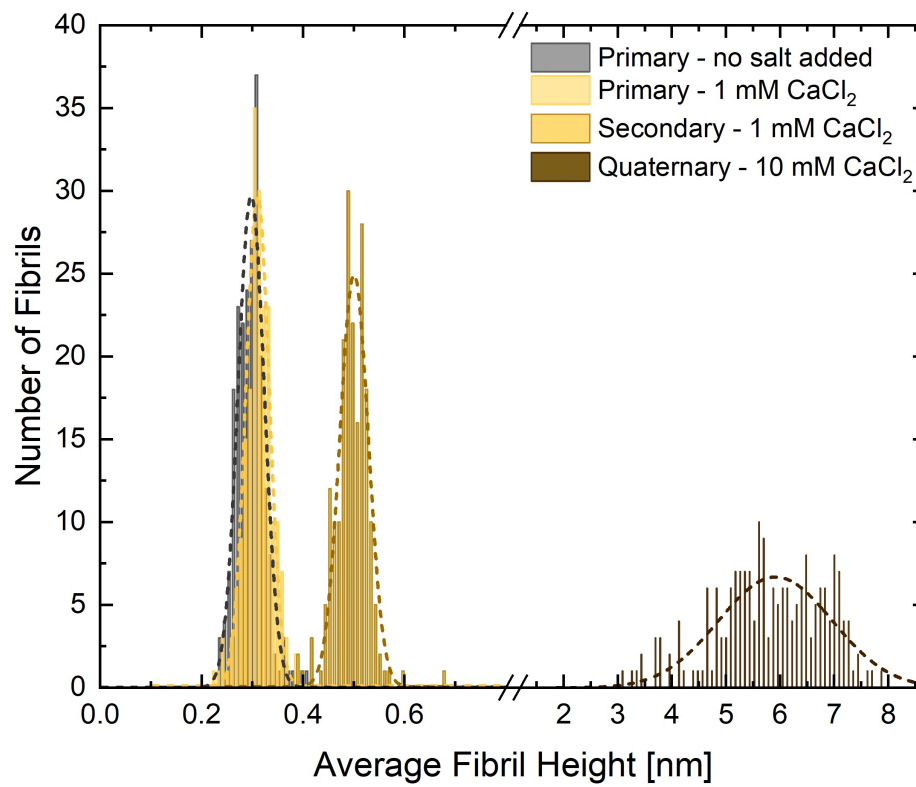 40
35
30
25
20
15
10
5
0
Number of Fibrils
Primary - no salt added
Primary - 1 mM CaCl₂
Secondary - 1 mM CaCl₂
Quaternary - 10 mM CaCl₂
0.0 0.2 0.4 0.6 2 3 4 5 6 7 8
Average Fibril Height [nm]